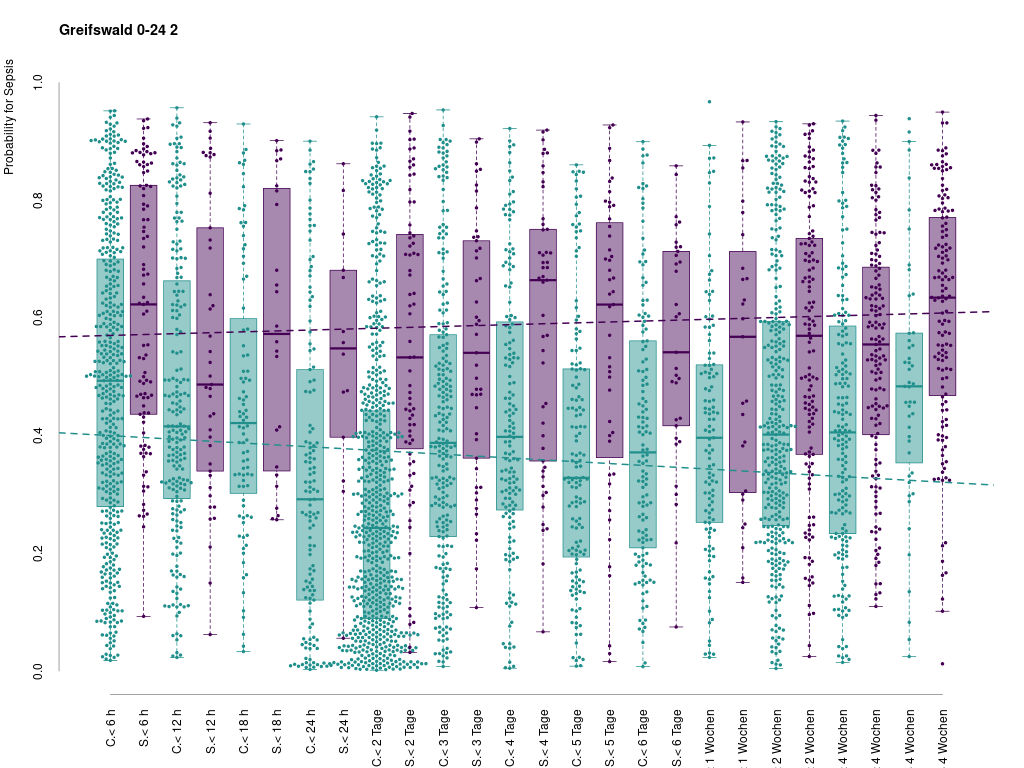 Greifswald 0-24 2
Probability for Sepsis
1.0
0.8
0.6
0.4
0.2
0.0
C.< 6 h
S.< 6 h
C.< 12 h
S.< 12 h
C.< 18 h
S.< 18 h
C.< 24 h
S.< 24 h
C.< 2 Tage
S.< 2 Tage
C.< 3 Tage
S.< 3 Tage
C.< 4 Tage
S.< 4 Tage
C.< 5 Tage
S.< 5 Tage
C.< 6 Tage
S.< 6 Tage
1 Wochen
1 Wochen
2 Wochen
2 Wochen
4 Wochen
4 Wochen
4 Wochen
4 Wochen